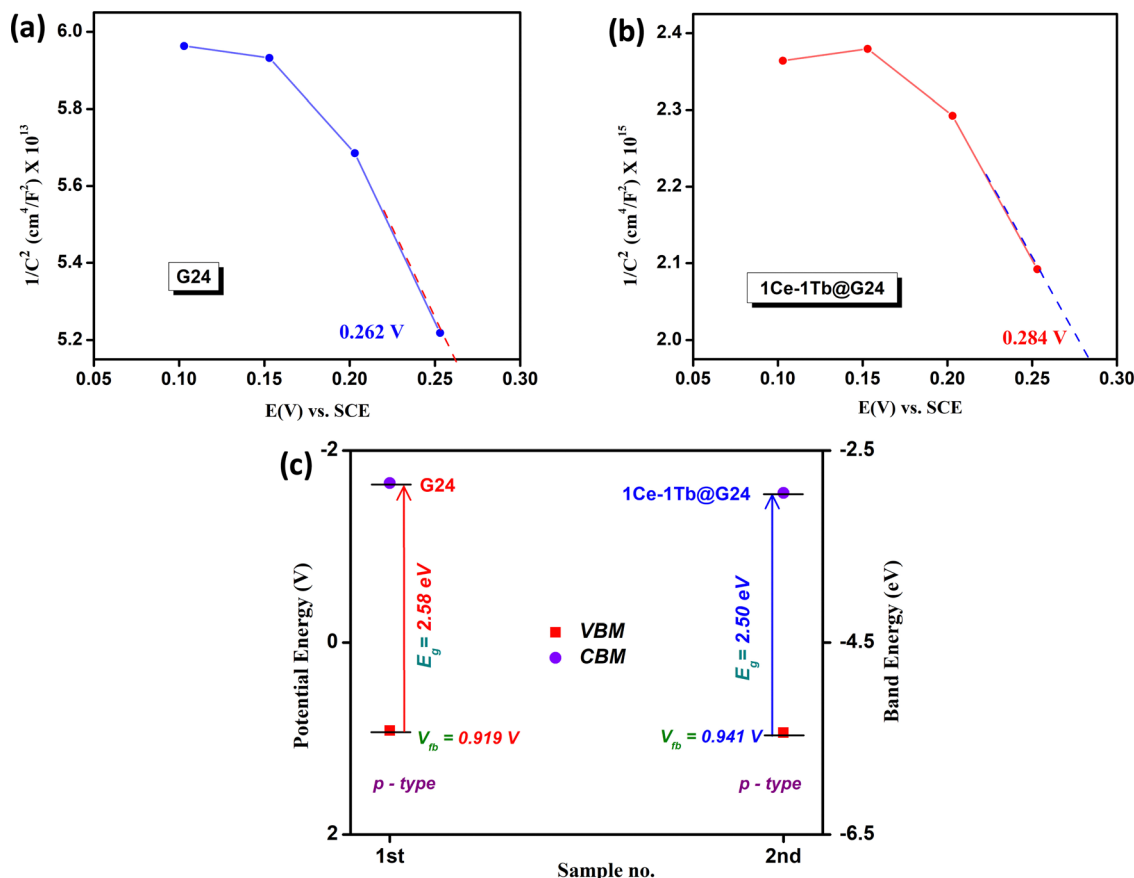 (a)
6.0
5.8
5.6
5.4
5.2
1/C² (cm⁴/F²) X 10¹³
G24
0.262 V
0.05 0.10 0.15 0.20 0.25 0.30
E(V) vs. SCE
(b)
2.4
2.3
2.2
2.1
2.0
1/C² (cm⁴/F²) X 10¹⁵
1Ce-1Tb@G24
0.284 V
0.05 0.10 0.15 0.20 0.25 0.30
E(V) vs. SCE
(c)
-2
0
2
Potential Energy (V)
G24
E_g = 2.58 eV
V_fb = 0.919 V
p - type
VBM
CBM
1Ce-1Tb@G24
E_g = 2.50 eV
V_fb = 0.941 V
p - type
-2.5
-4.5
-6.5
Band Energy (eV)
1st 2nd
Sample no.